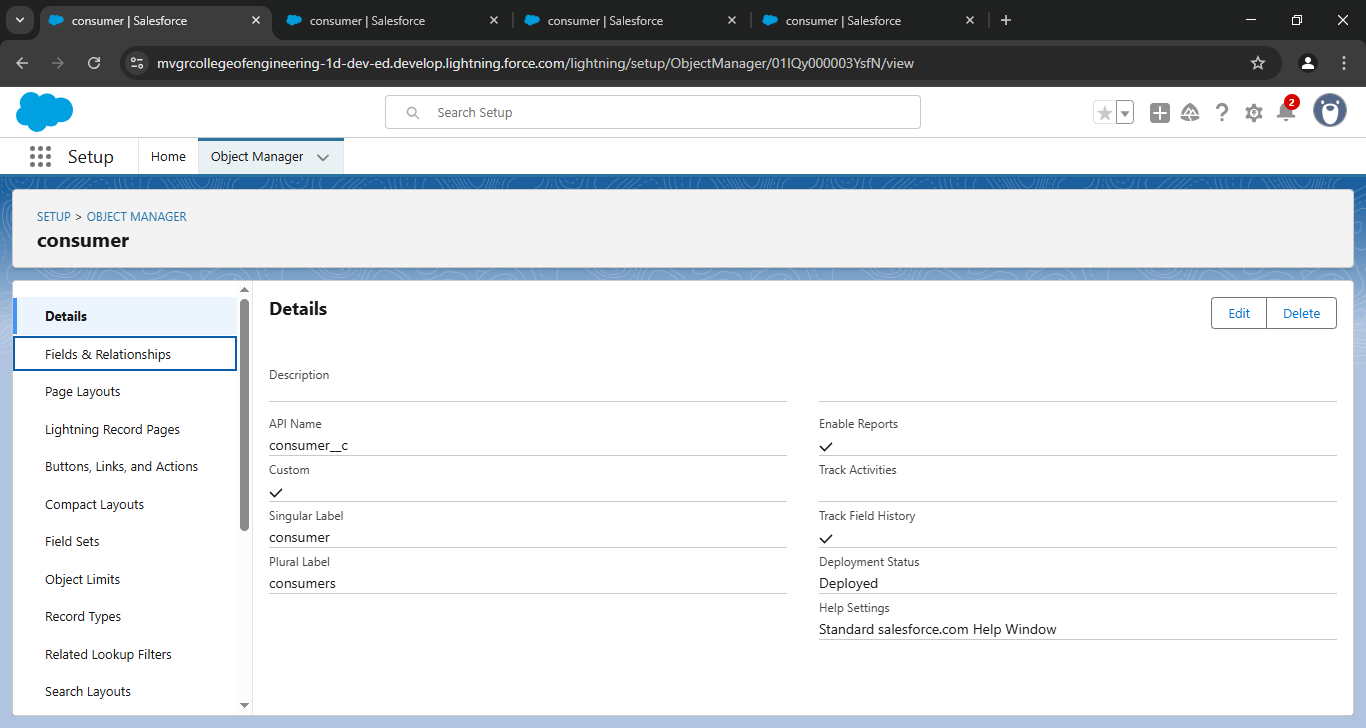 consumer | Salesforce
consumer | Salesforce
consumer | Salesforce
consumer | Salesforce
mvgrcollegeofengineering-1d-dev-ed.develop.lightning.force.com/lightning/setup/ObjectManager/01IQy000003YsfN/view
Search Setup
2
Setup
Home
Object Manager
SETUP > OBJECT MANAGER
consumer
Details
Fields & Relationships
Page Layouts
Lightning Record Pages
Buttons, Links, and Actions
Compact Layouts
Field Sets
Object Limits
Record Types
Related Lookup Filters
Search Layouts
Details
Edit
Delete
Description
API Name
consumer__c
Custom
Singular Label
consumer
Plural Label
consumers
Enable Reports
Track Activities
Track Field History
Deployment Status
Deployed
Help Settings
Standard salesforce.com Help Window